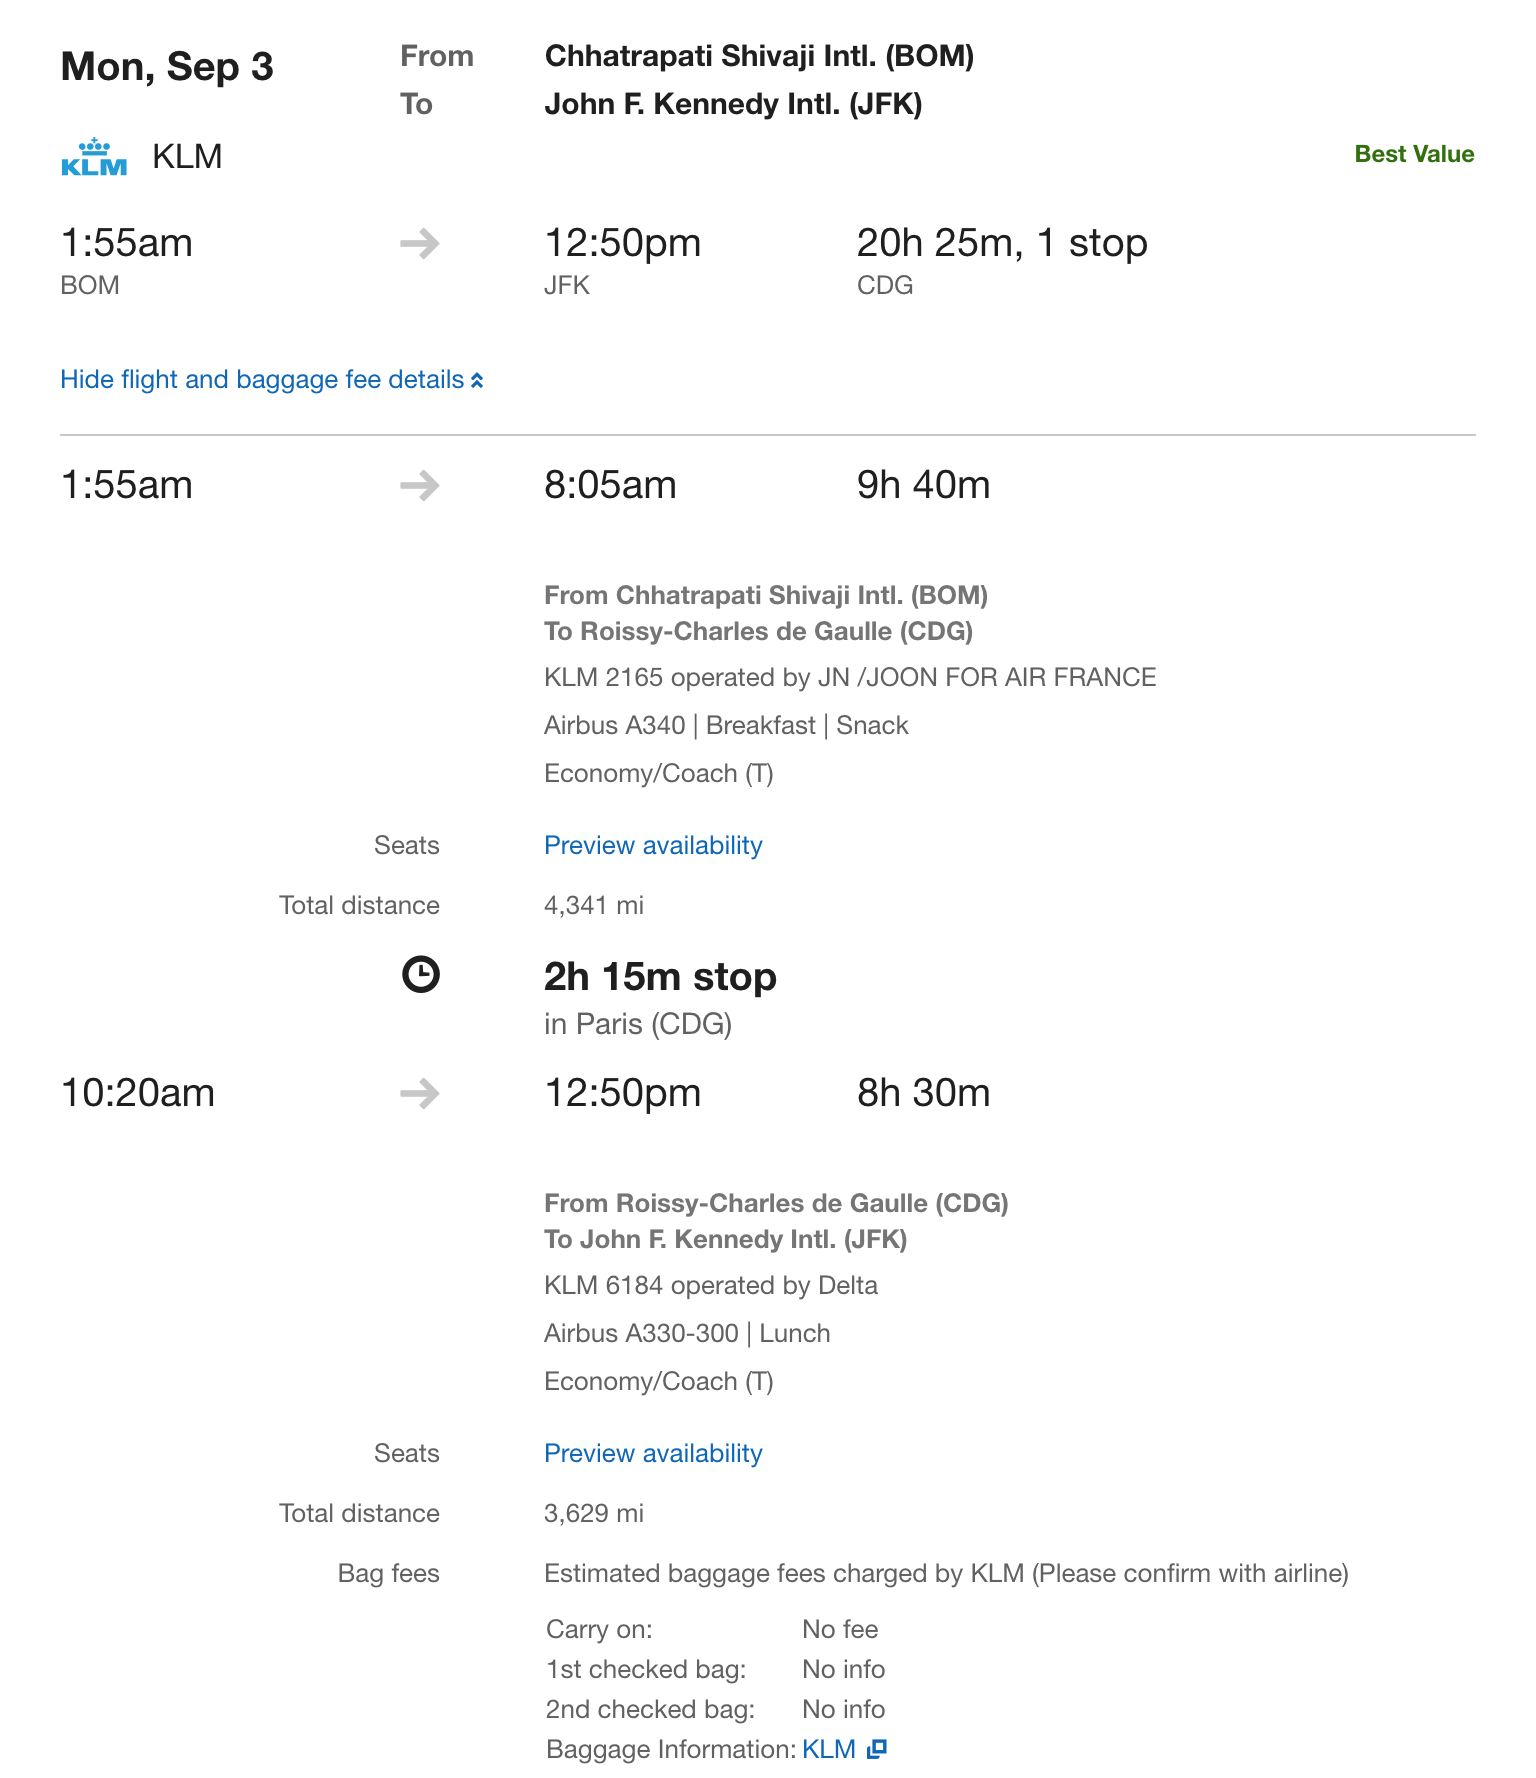 Mon, Sep 3
From Chhatrapati Shivaji Intl. (BOM)
To John F. Kennedy Intl. (JFK)
KLM KLM
Best Value
1:55am 12:50pm 20h 25m, 1 stop
BOM JFK CDG
Hide flight and baggage fee details
1:55am 8:05am 9h 40m
From Chhatrapati Shivaji Intl. (BOM)
To Roissy-Charles de Gaulle (CDG)
KLM 2165 operated by JN /JOON FOR AIR FRANCE
Airbus A340 | Breakfast | Snack
Economy/Coach (T)
Seats Preview availability
Total distance 4,341 mi
2h 15m stop
in Paris (CDG)
10:20am 12:50pm 8h 30m
From Roissy-Charles de Gaulle (CDG)
To John F. Kennedy Intl. (JFK)
KLM 6184 operated by Delta
Airbus A330-300 | Lunch
Economy/Coach (T)
Seats Preview availability
Total distance 3,629 mi
Bag fees Estimated baggage fees charged by KLM (Please confirm with airline)
Carry on: No fee
1st checked bag: No info
2nd checked bag: No info
Baggage Information: KLM